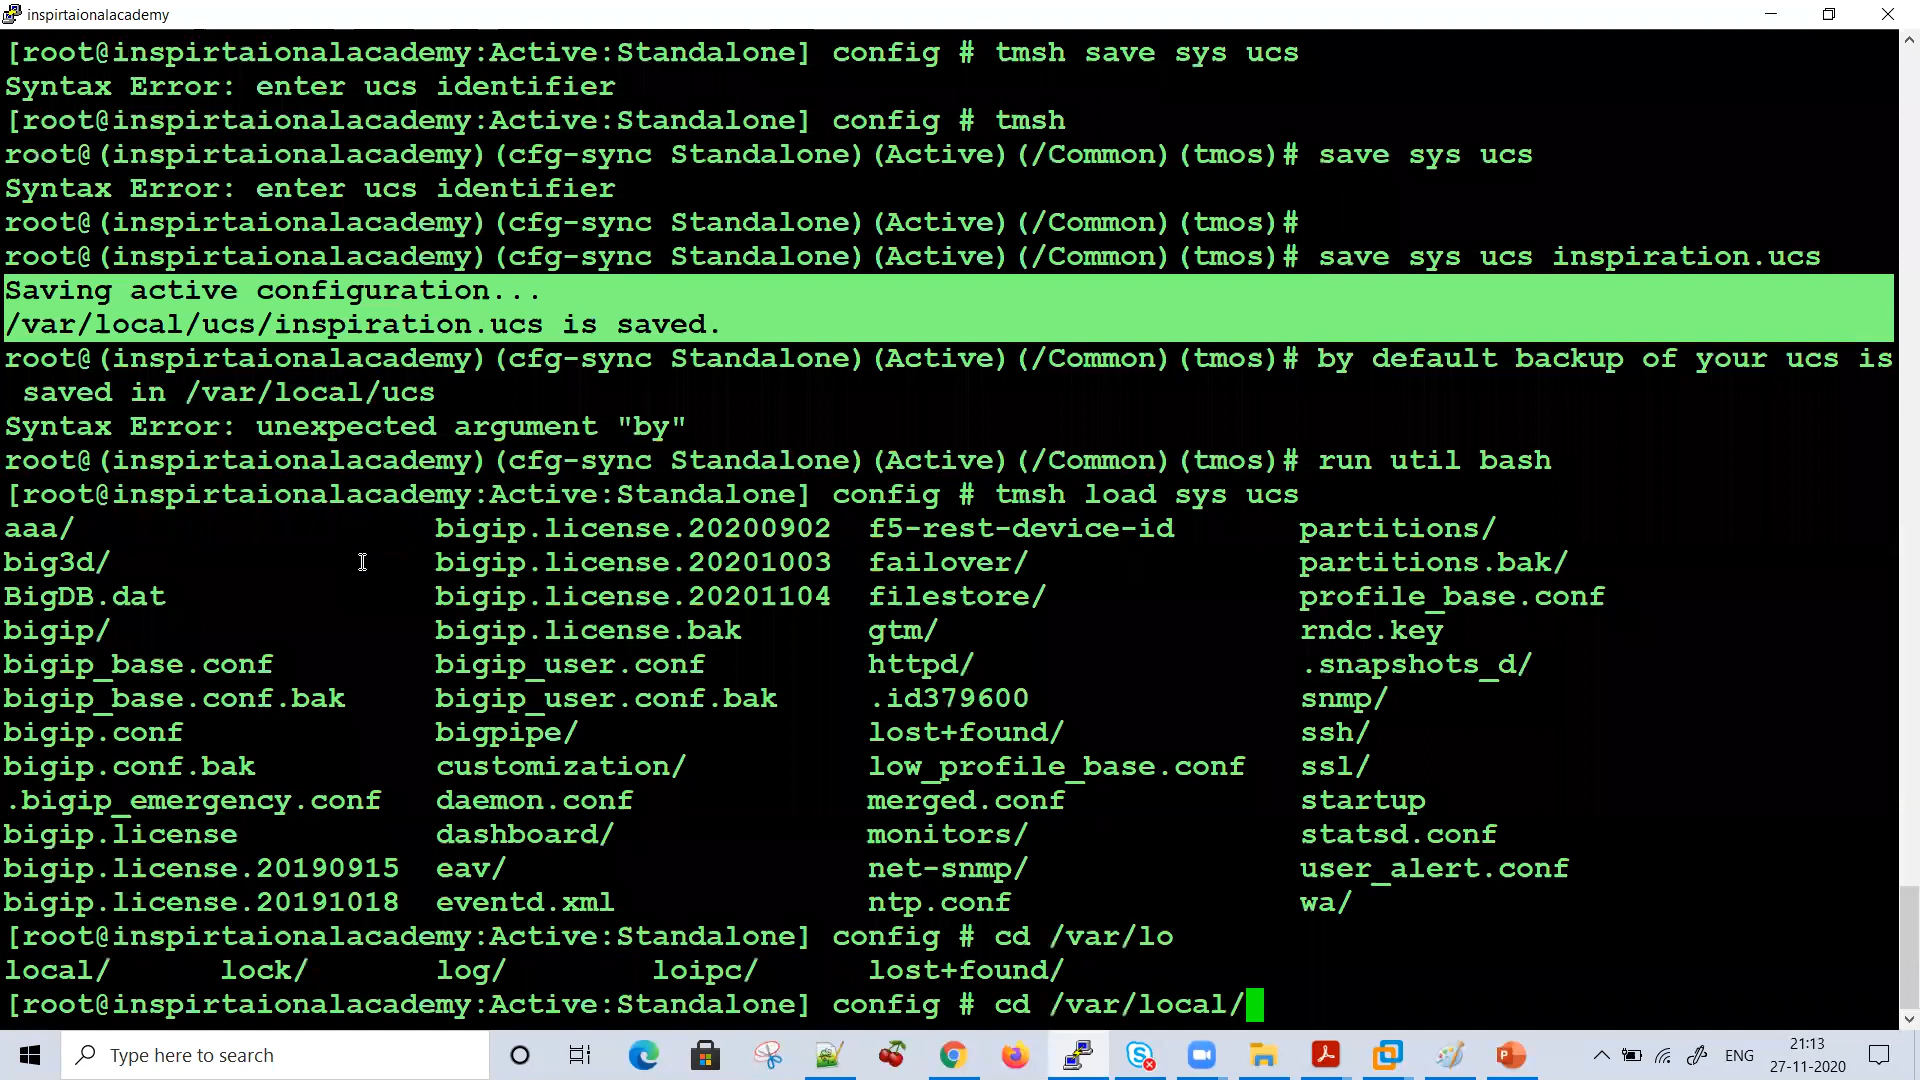 inspirtaionalacademy
[root@inspirtaionalacademy:Active:Standalone] config # tmsh save sys ucs
Syntax Error: enter ucs identifier
[root@inspirtaionalacademy:Active:Standalone] config # tmsh
root@(inspirtaionalacademy)(cfg-sync Standalone)(Active)(/Common)(tmos)# save sys ucs
Syntax Error: enter ucs identifier
root@(inspirtaionalacademy)(cfg-sync Standalone)(Active)(/Common)(tmos)#
root@(inspirtaionalacademy)(cfg-sync Standalone)(Active)(/Common)(tmos)# save sys ucs inspiration.ucs
Saving active configuration...
/var/local/ucs/inspiration.ucs is saved.
root@(inspirtaionalacademy)(cfg-sync Standalone)(Active)(/Common)(tmos)# by default backup of your ucs is
saved in /var/local/ucs
Syntax Error: unexpected argument "by"
root@(inspirtaionalacademy)(cfg-sync Standalone)(Active)(/Common)(tmos)# run util bash
[root@inspirtaionalacademy:Active:Standalone] config # tmsh load sys ucs
aaa/ bigip.license.20200902 f5-rest-device-id partitions/
big3d/ bigip.license.20201003 failover/ partitions.bak/
BigDB.dat bigip.license.20201104 filestore/ profile_base.conf
bigip/ bigip.license.bak gtm/ rndc.key
bigip_base.conf bigip_user.conf httpd/ .snapshots_d/
bigip_base.conf.bak bigip_user.conf.bak .id379600 snmp/
bigip.conf bigpipe/ lost+found/ ssh/
bigip.conf.bak customization/ low_profile_base.conf ssl/
.bigip_emergency.conf daemon.conf merged.conf startup
bigip.license dashboard/ monitors/ statsd.conf
bigip.license.20190915 eav/ net-snmp/ user_alert.conf
bigip.license.20191018 eventd.xml ntp.conf wa/
[root@inspirtaionalacademy:Active:Standalone] config # cd /var/lo
local/ lock/ log/ loipc/ lost+found/
[root@inspirtaionalacademy:Active:Standalone] config # cd /var/local/
Type here to search
ENG
21:13
27-11-2020